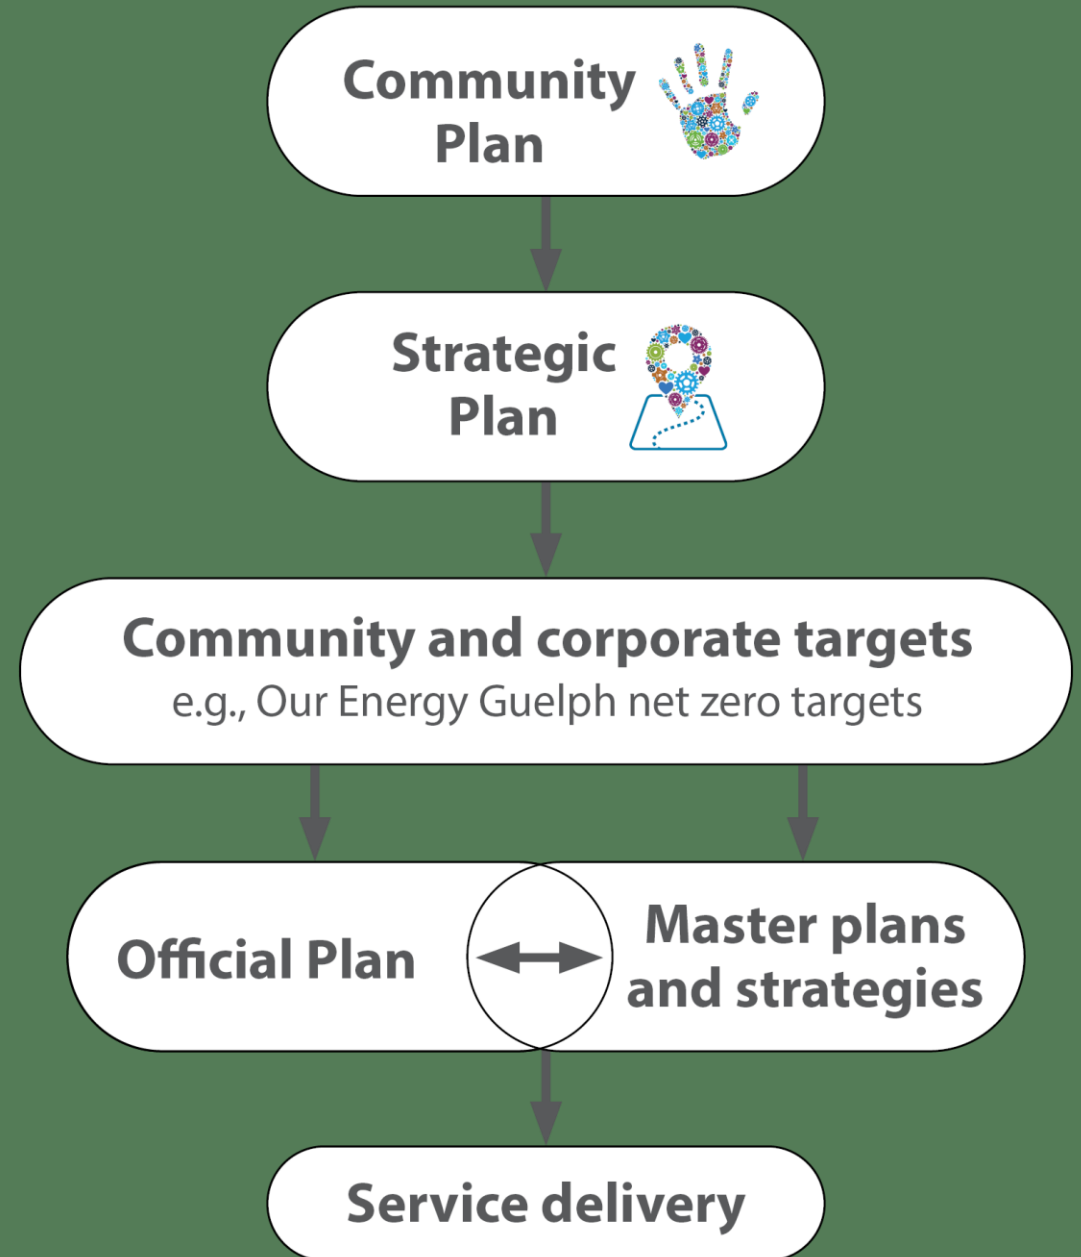 Community
Plan
Strategic
Plan
Community and corporate targets
e.g., Our Energy Guelph net zero targets
Official Plan
Master plans
and strategies
Service delivery